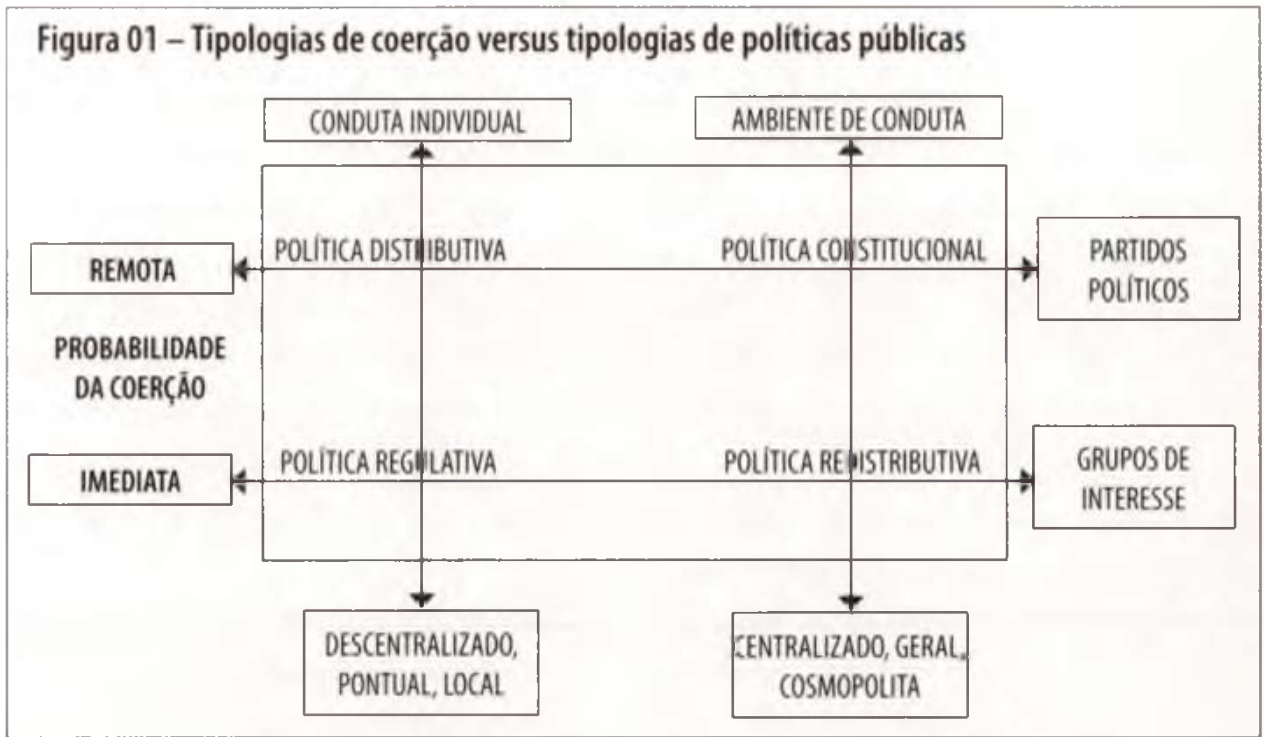 Figura 01 – Tipologias de coerção versus tipologias de políticas públicas
CONDUTA INDIVIDUAL
AMBIENTE DE CONDUTA
REMOTA
POLÍTICA DISTRIBUTIVA
POLÍTICA CONSTITUCIONAL
PARTIDOS
POLÍTICOS
PROBABILIDADE
DA COERÇÃO
IMEDIATA
POLÍTICA REGULATIVA
POLÍTICA REDISTRIBUTIVA
GRUPOS DE
INTERESSE
DESCENTRALIZADO,
PONTUAL, LOCAL
CENTRALIZADO, GERAL,
COSMOPOLITA